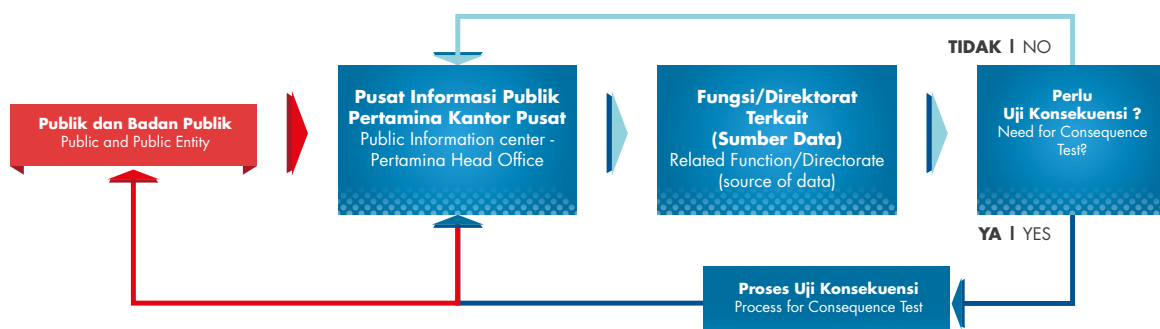 TIDAK | NO
Publik dan Badan Publik
Public and Public Entity
Pusat Informasi Publik
Pertamina Kantor Pusat
Public Information center -
Pertamina Head Office
Fungsi/Direktorat
Terkait
(Sumber Data)
Related Function/Directorate
(source of data)
Perlu
Uji Konsekuensi ?
Need for Consequence
Test?
YA | YES
Proses Uji Konsekuensi
Process for Consequence Test